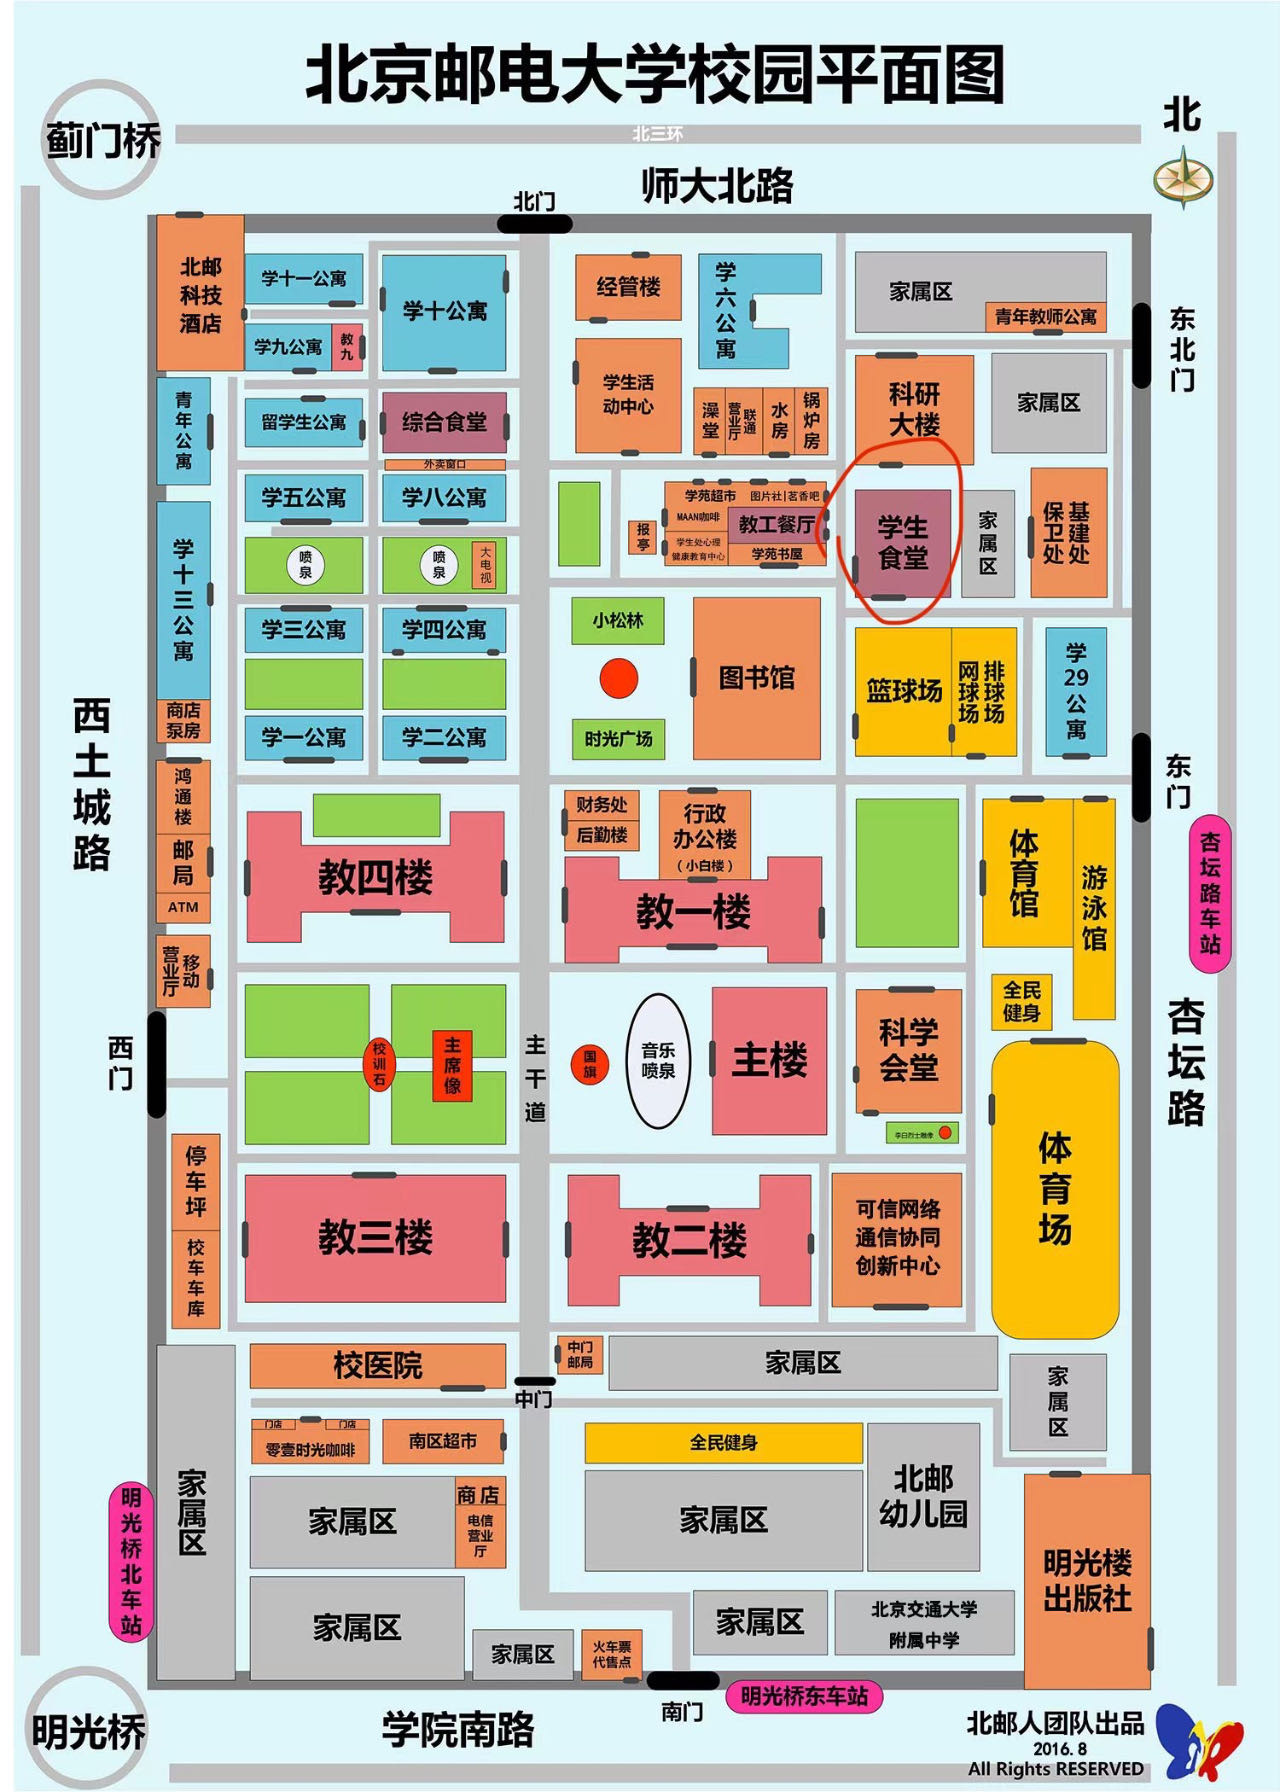 北京邮电大学校园平面图
蓟门桥
北三环
北
师大北路
北门
北邮
科技
酒店
学十一公寓
学十公寓
学九公寓
教九
经管楼
学六公寓
家属区
青年教师公寓
东北门
青年公寓
留学生公寓
综合食堂
外卖窗口
学生活
动中心
澡堂
联通
营业厅
水房
锅炉房
科研
大楼
家属区
学五公寓
学八公寓
学苑超市
图片社|茗香吧
MAAN咖啡
教工餐厅
报亭
学生处心理
健康教育中心
学苑书屋
学生
食堂
家属区
基建处
保卫处
学十三公寓
喷泉
喷泉
大电视
学三公寓
学四公寓
小松林
图书馆
时光广场
篮球场
排球场
网球场
学29公寓
学一公寓
学二公寓
商店
泵房
西土城路
东门
鸿通楼
邮局
ATM
移动
营业厅
教四楼
财务处
后勤楼
行政
办公楼
(小白楼)
教一楼
体育馆
游泳馆
杏坛路车站
全民
健身
西门
校训石
主席像
主干道
国旗
音乐
喷泉
主楼
科学
会堂
李白烈士雕像
体育场
杏坛路
停车坪
校车车库
教三楼
教二楼
可信网络
通信协同
创新中心
校医院
中门
邮局
家属区
中门
家属区
家属区
门店
门店
零壹时光咖啡
南区超市
全民健身
家属区
商店
电信
营业
厅
家属区
北邮
幼儿园
明光楼
出版社
明光桥北车站
家属区
家属区
火车票
代售点
家属区
北京交通大学
附属中学
南门
明光桥东车站
明光桥
学院南路
北邮人团队出品
2016.8
All Rights RESERVED